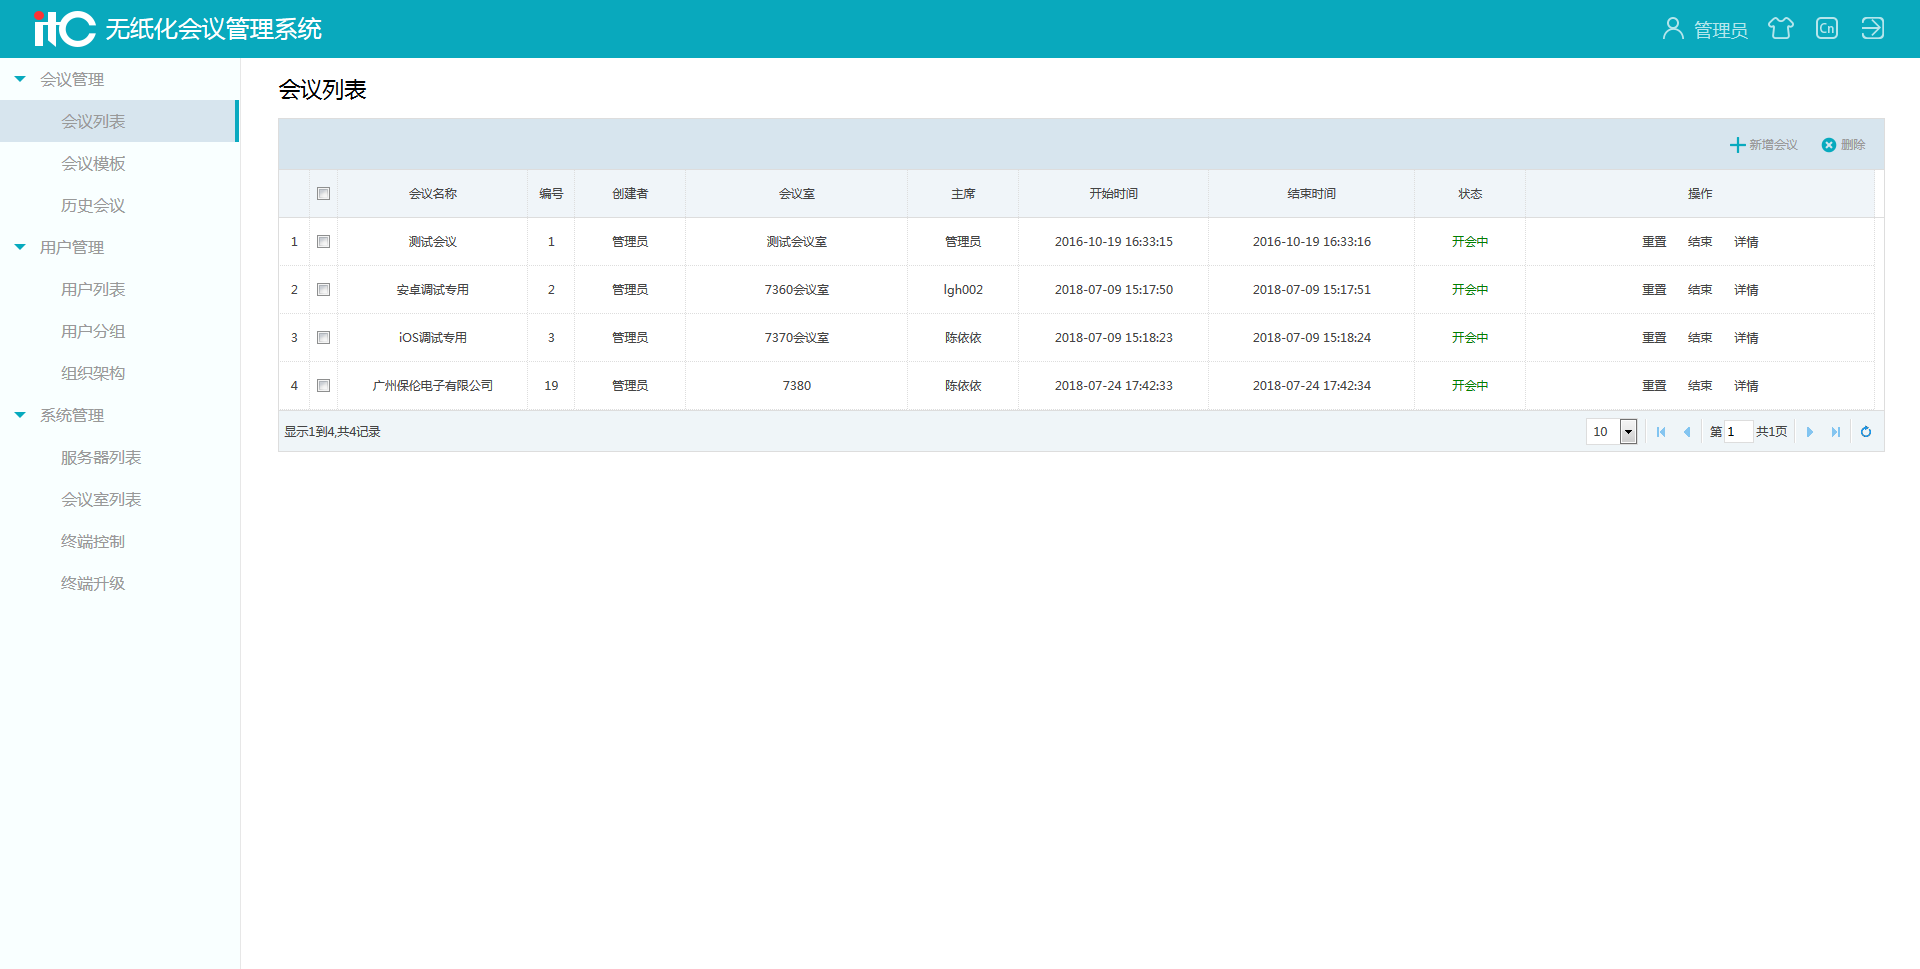 itc 无纸化会议管理系统
管理员 Cn
会议管理
会议列表
会议模板
历史会议
用户管理
用户列表
用户分组
组织架构
系统管理
服务器列表
会议室列表
终端控制
终端升级
会议列表
新增会议 删除
会议名称 编号 创建者 会议室 主席 开始时间 结束时间 状态 操作
1 测试会议 1 管理员 测试会议室 管理员 2016-10-19 16:33:15 2016-10-19 16:33:16 开会中 重置 结束 详情
2 安卓调试专用 2 管理员 7360会议室 lgh002 2018-07-09 15:17:50 2018-07-09 15:17:51 开会中 重置 结束 详情
3 iOS调试专用 3 管理员 7370会议室 陈依依 2018-07-09 15:18:23 2018-07-09 15:18:24 开会中 重置 结束 详情
4 广州保伦电子有限公司 19 管理员 7380 陈依依 2018-07-24 17:42:33 2018-07-24 17:42:34 开会中 重置 结束 详情
显示1到4,共4记录 10 第 1 共1页